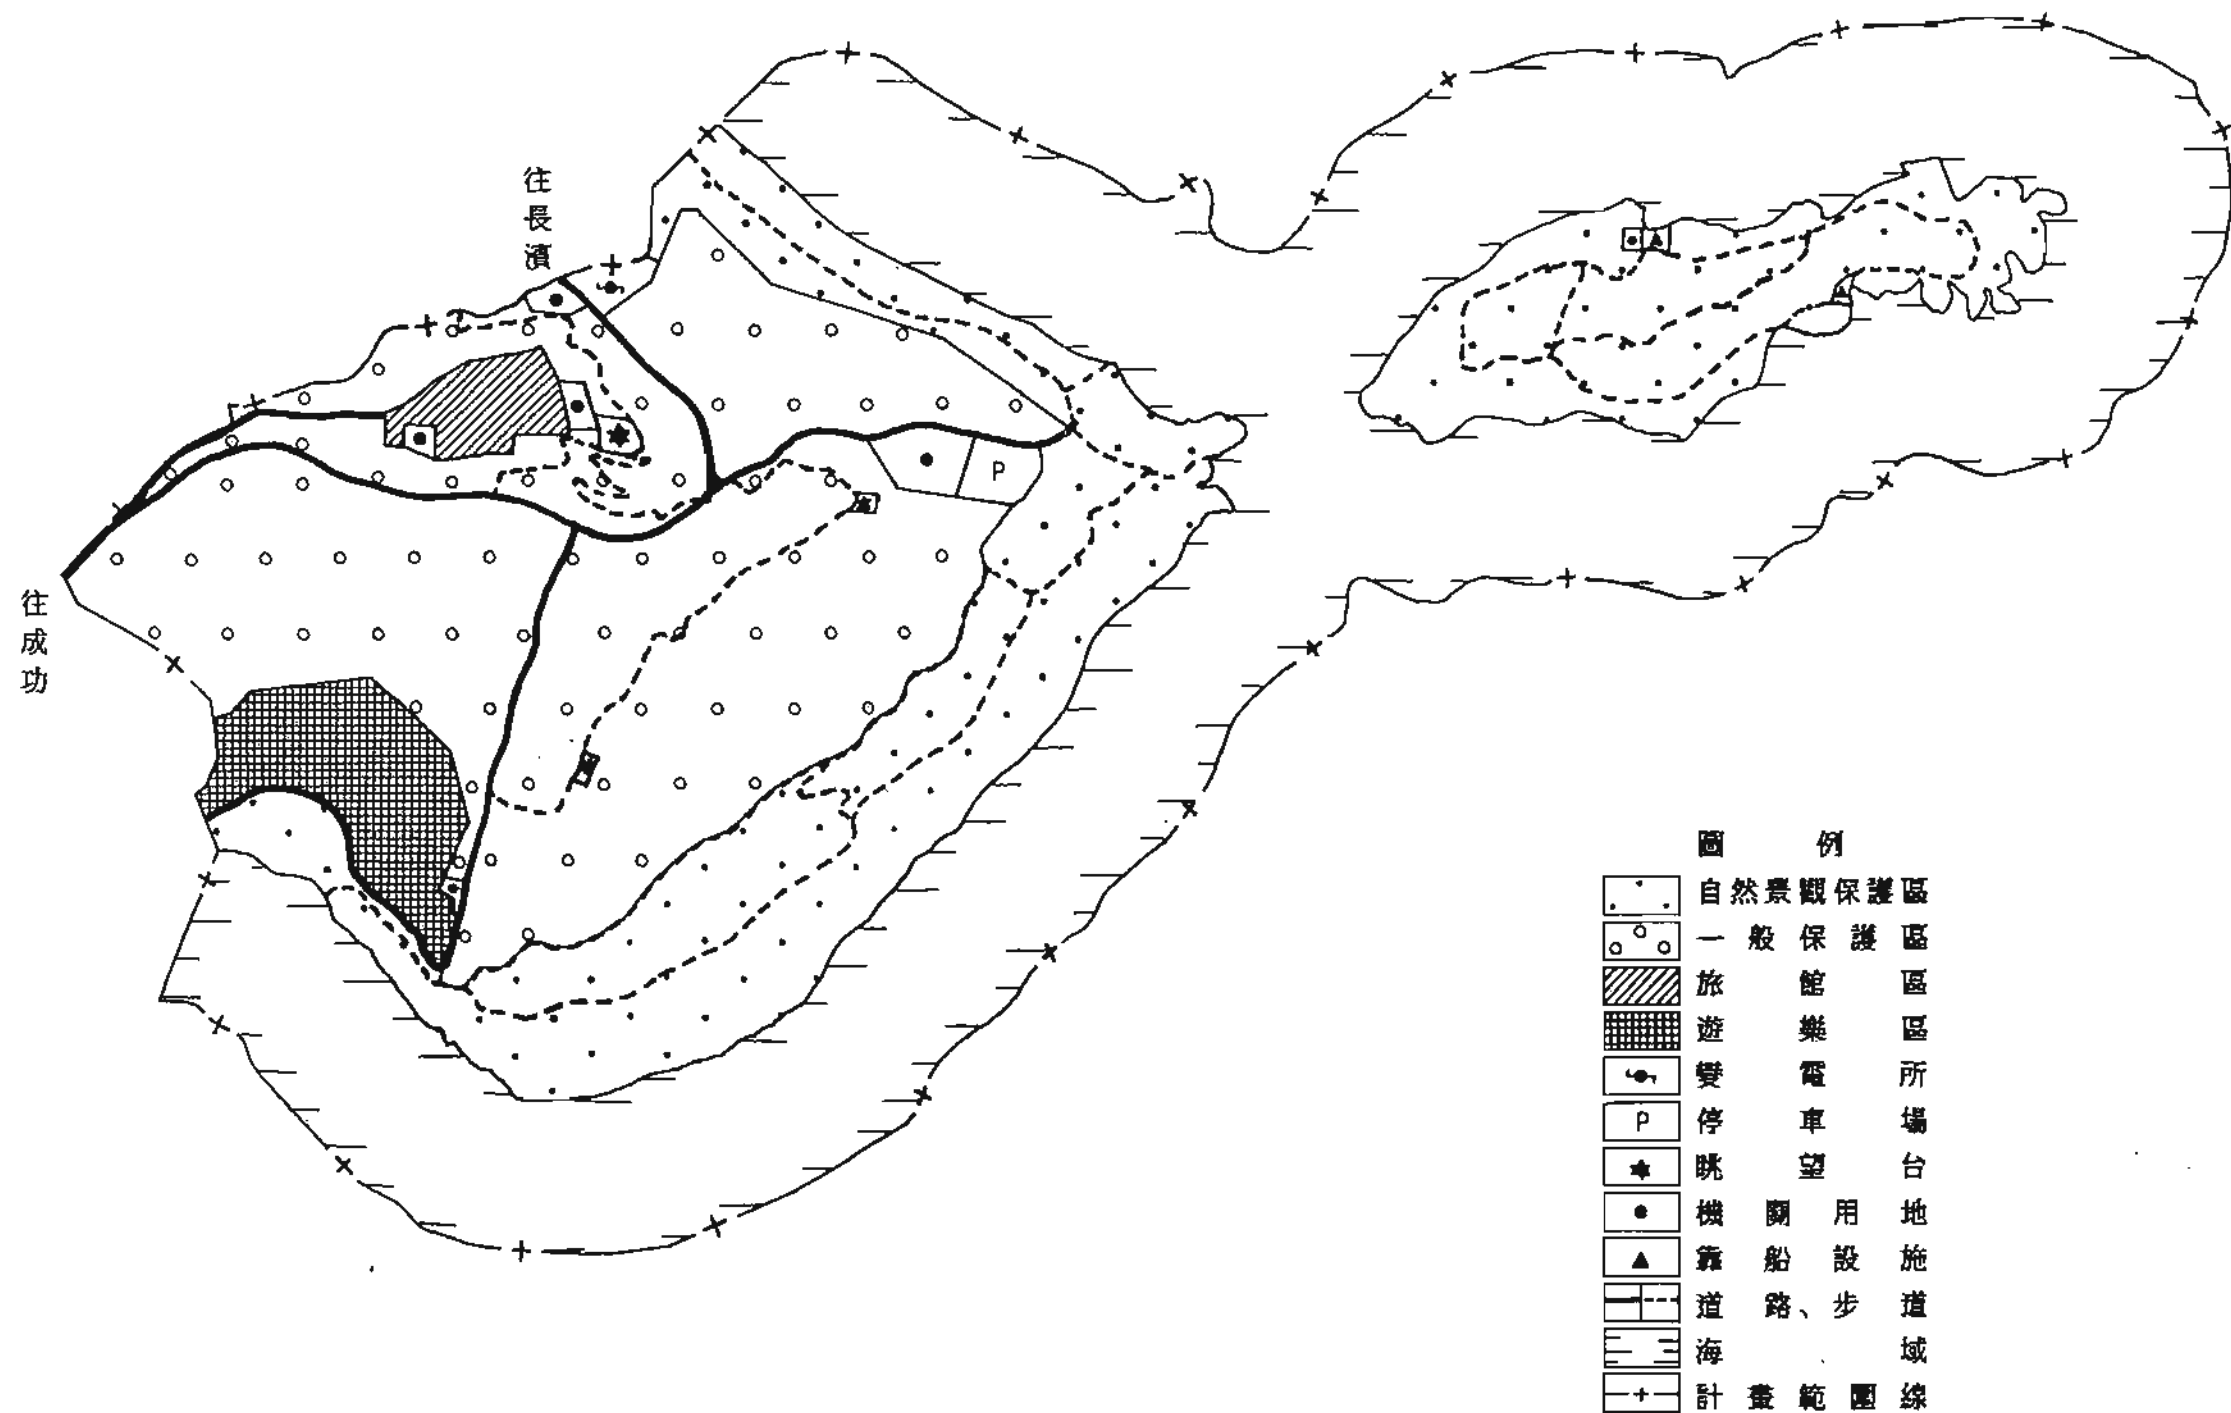 往長濱
往成功
P
圖例
自然景觀保護區
一般保護區
旅館區
遊樂區
變電所
P 停車場
眺望台
機關用地
靠船設施
道路、步道
海域
計畫範圍線